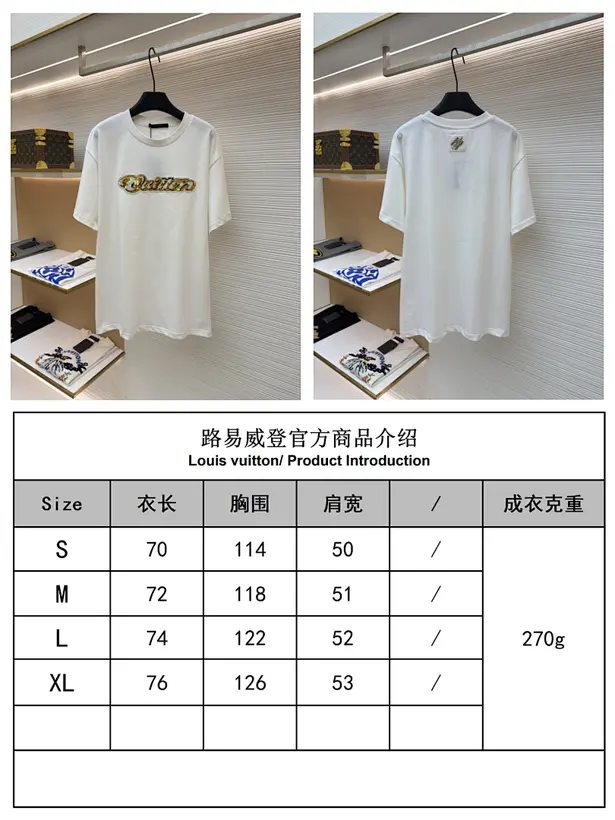 Vuitton
路易威登官方商品介绍
Louis vuitton/ Product Introduction
Size 衣长 胸围 肩宽 / 成衣克重
S 70 114 50 /
M 72 118 51 /
L 74 122 52 /
XL 76 126 53 /
270g